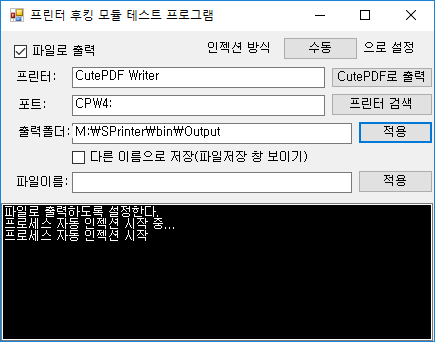 프린터 후킹 모듈 테스트 프로그램
파일로 출력 인젝션 방식 수동 으로 설정
프린터: CutePDF Writer CutePDF로 출력
포트: CPW4: 프린터 검색
출력폴더: M:₩SPrinter₩bin₩Output 적용
다른 이름으로 저장(파일저장 창 보이기)
파일이름: 적용
파일로 출력하도록 설정한다.
프로세스 자동 인젝션 시작 중...
프로세스 자동 인젝션 시작